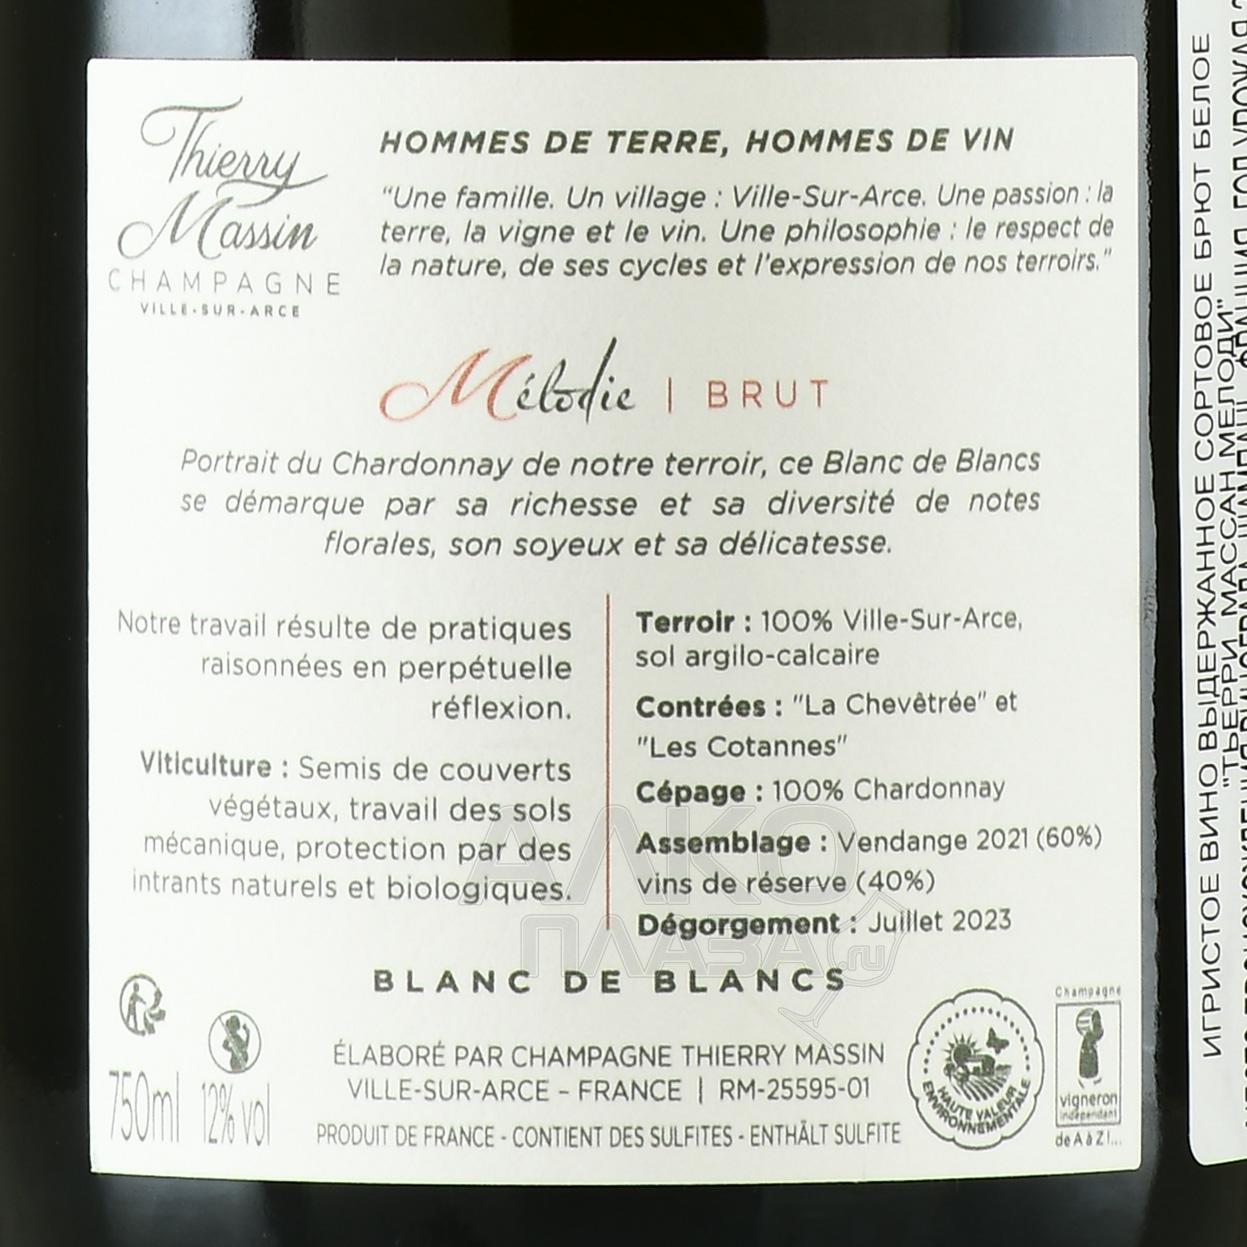 Thierry
Massin
CHAMPAGNE
VILLE-SUR-ARCE
HOMMES DE TERRE, HOMMES DE VIN
"Une famille. Un village : Ville-Sur-Arce. Une passion : la
terre, la vigne et le vin. Une philosophie : le respect de
la nature, de ses cycles et l'expression de nos terroirs."
Mélodie | BRUT
Portrait du Chardonnay de notre terroir, ce Blanc de Blancs
se démarque par sa richesse et sa diversité de notes
florales, son soyeux et sa délicatesse.
Notre travail résulte de pratiques
raisonnées en perpétuelle
réflexion.
Viticulture : Semis de couverts
végétaux, travail des sols
mécanique, protection par des
intrants naturels et biologiques.
Terroir : 100% Ville-Sur-Arce,
sol argilo-calcaire
Contrées : "La Chevêtrée" et
"Les Cotannes"
Cépage : 100% Chardonnay
Assemblage : Vendange 2021 (60%)
vins de réserve (40%)
Dégorgement : Juillet 2023
BLANC DE BLANCS
750ml 12% vol
ÉLABORÉ PAR CHAMPAGNE THIERRY MASSIN
VILLE-SUR-ARCE - FRANCE | RM-25595-01
PRODUIT DE FRANCE - CONTIENT DES SULFITES - ENTHÄLT SULFITE
HAUTE VALEUR
ENVIRONNEMENTALE
Champagne
vigneron
indépendant
de A à Z !...
АЛКО
ПЛАЗА.ru
ИГРИСТОЕ ВИНО ВЫДЕРЖАННОЕ СОРТОВОЕ БРЮТ БЕЛОЕ
"ТЬЕРРИ МАССАН МЕЛОДИ"